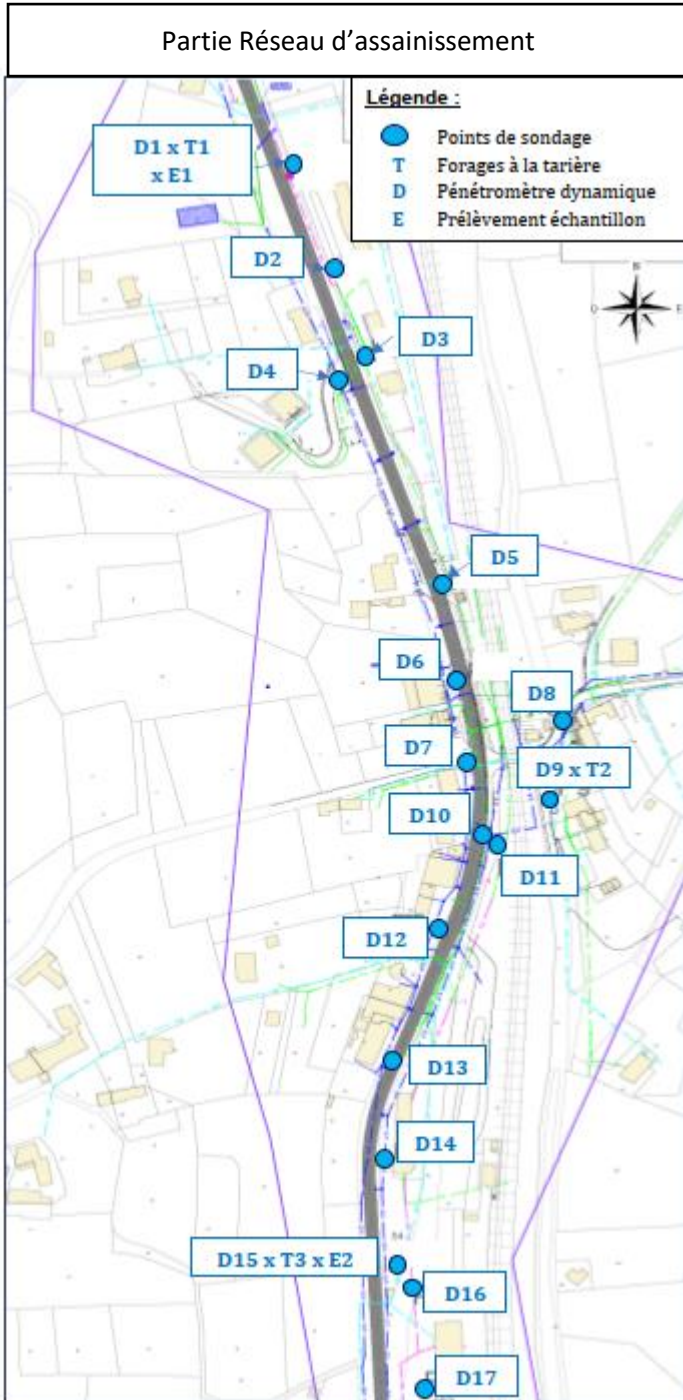 Partie Réseau d’assainissement
Légende :
Points de sondage
T Forages à la tarière
D Pénétromètre dynamique
E Prélèvement échantillon
D1 x T1
x E1
D2
N
O E
D3
D4
D5
D6
D8
D7
D9 x T2
D10
D11
D12
D13
D14
D15 x T3 x E2
D16
D17